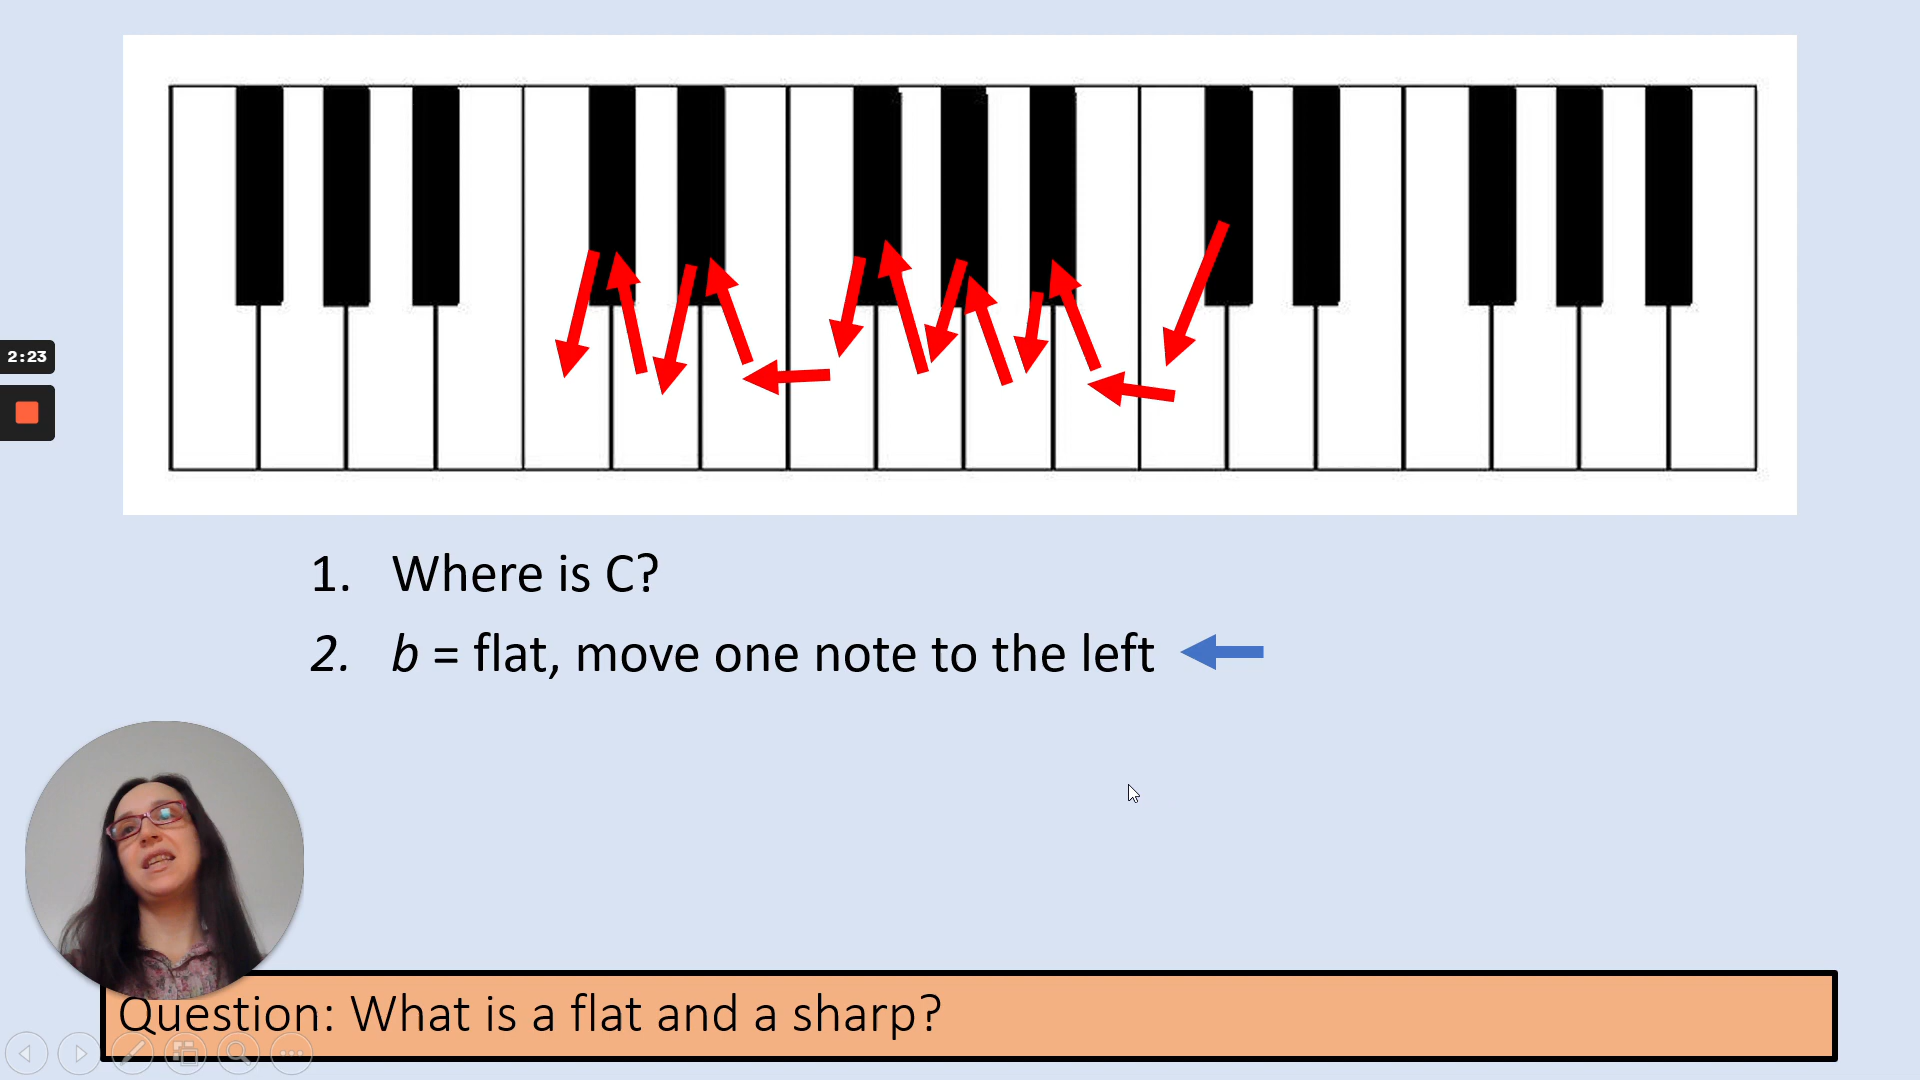 2:23
1. Where is C?
2. b = flat, move one note to the left
Question: What is a flat and a sharp?